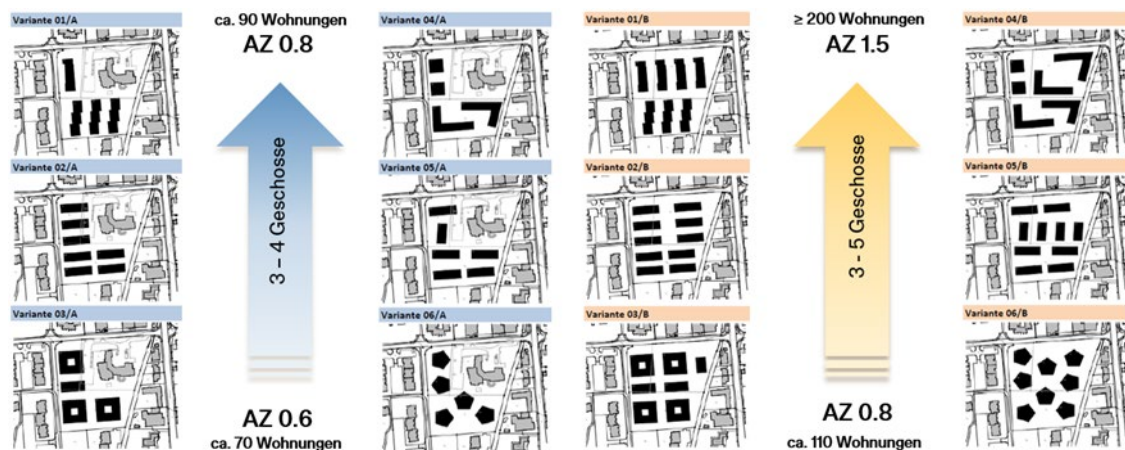 Variante 01/A
ca. 90 Wohnungen
AZ 0.8
Variante 04/A
Variante 01/B
≥ 200 Wohnungen
AZ 1.5
Variante 04/B
3 – 4 Geschosse
3 - 5 Geschosse
Variante 02/A
Variante 05/A
Variante 02/B
Variante 05/B
Variante 03/A
Variante 06/A
Variante 03/B
Variante 06/B
AZ 0.6
ca. 70 Wohnungen
AZ 0.8
ca. 110 Wohnungen